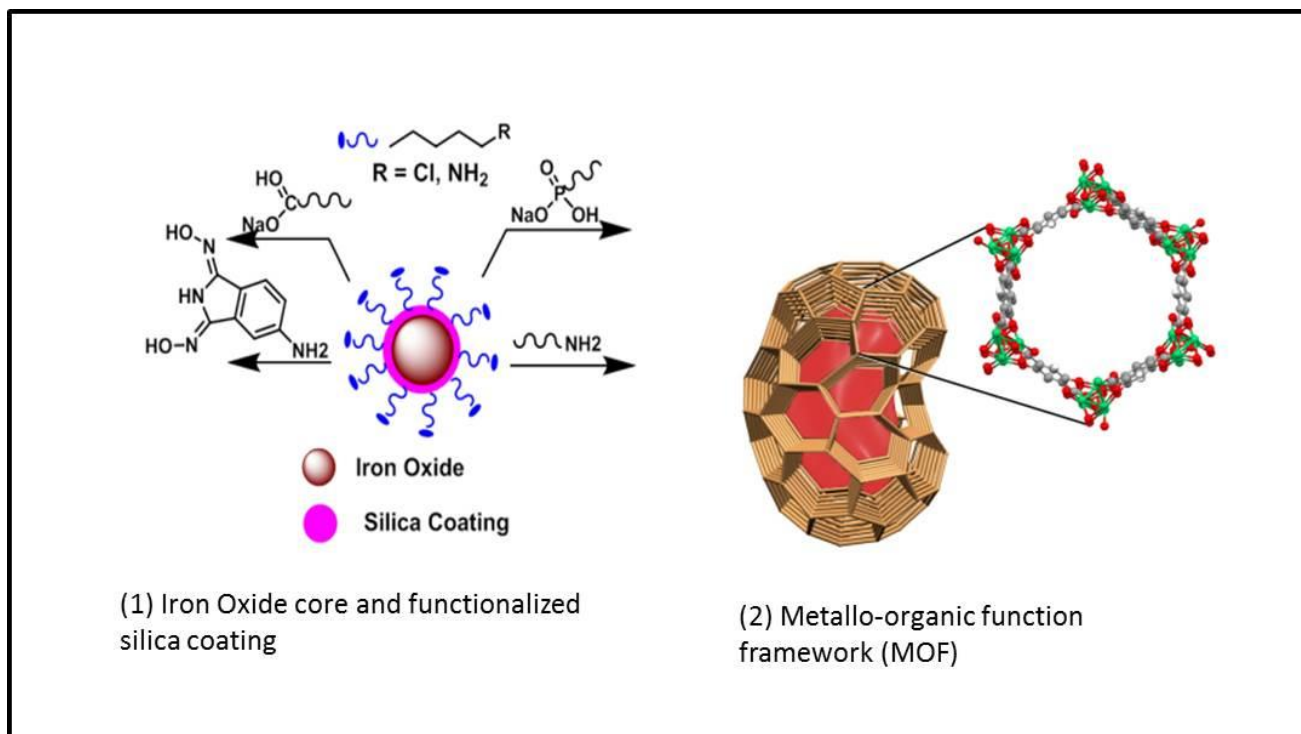 R
R = Cl, NH2
HO
C
NaO
O
P
NaO
OH
HO
N
HN
HO-N
NH2
NH2
Iron Oxide
Silica Coating
(1) Iron Oxide core and functionalized
silica coating
(2) Metallo-organic function
framework (MOF)